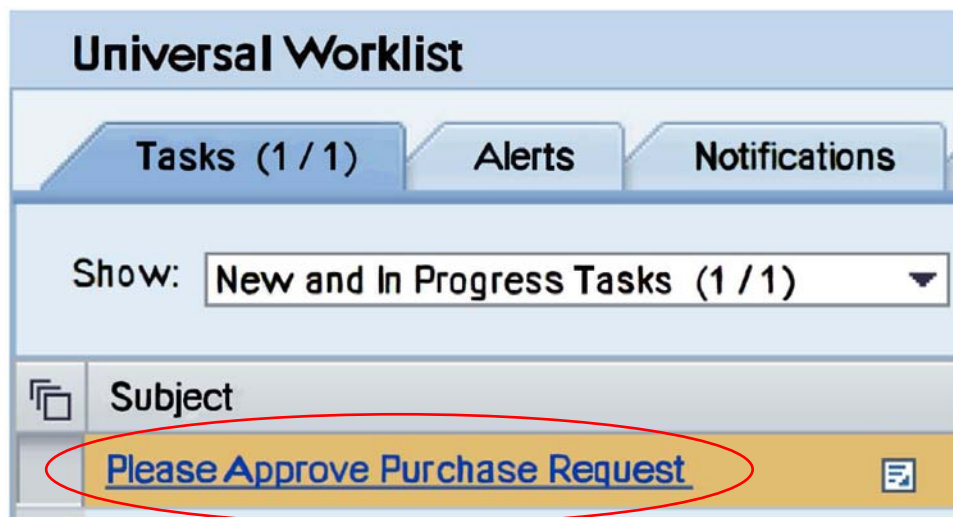 Universal Worklist
Tasks (1 / 1) Alerts Notifications
Show: New and In Progress Tasks (1 / 1)
Subject
Please Approve Purchase Request